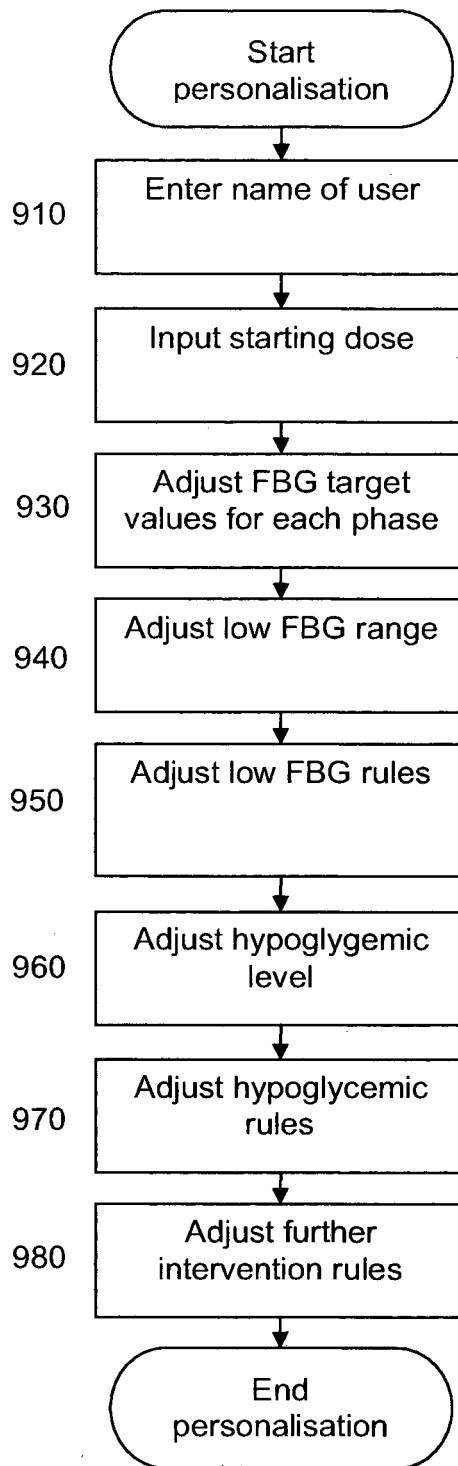 Start
personalisation
910
Enter name of user
920
Input starting dose
930
Adjust FBG target
values for each phase
940
Adjust low FBG range
950
Adjust low FBG rules
960
Adjust hypoglygemic
level
970
Adjust hypoglycemic
rules
980
Adjust further
intervention rules
End
personalisation